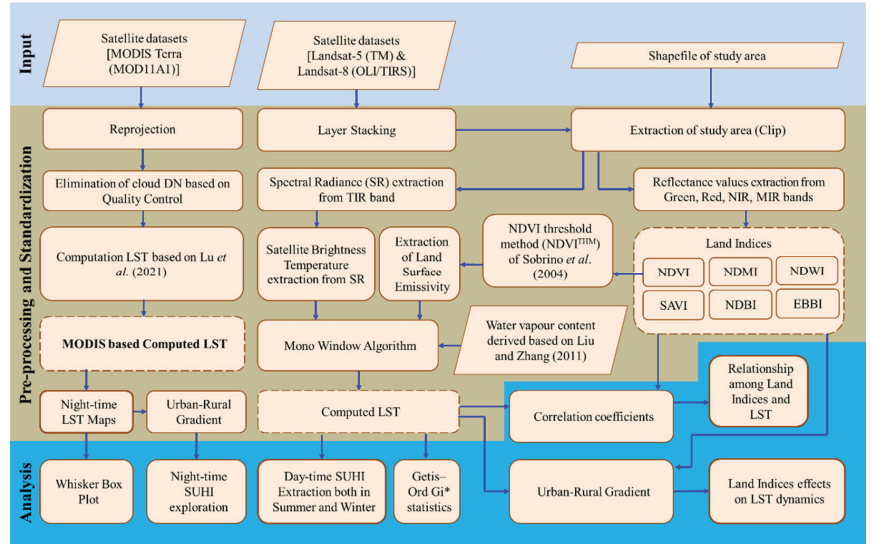 Input
Satellite datasets
[MODIS Terra
(MOD11A1)]
Satellite datasets
[Landsat-5 (TM) &
Landsat-8 (OLI/TIRS)]
Shapefile of study area
Pre-processing and Standardization
Reprojection
Layer Stacking
Extraction of study area (Clip)
Elimination of cloud DN based on
Quality Control
Spectral Radiance (SR) extraction
from TIR band
Reflectance values extraction from
Green, Red, NIR, MIR bands
Computation LST based on Lu et
al. (2021)
Satellite Brightness
Temperature
extraction from SR
Extraction
of Land
Surface
Emissivity
NDVI threshold
method (NDVITHM)
of Sobrino et al.
(2004)
Land Indices
NDVI
NDMI
NDWI
SAVI
NDBI
EBBI
MODIS based Computed LST
Mono Window Algorithm
Water vapour content
derived based on Liu
and Zhang (2011)
Night-time
LST Maps
Urban-Rural
Gradient
Computed LST
Correlation coefficients
Relationship
among Land
Indices and
LST
Analysis
Whisker Box
Plot
Night-time
SUHI
exploration
Day-time SUHI
Extraction both in
Summer and Winter
Getis–
Ord Gi*
statistics
Urban-Rural Gradient
Land Indices effects
on LST dynamics